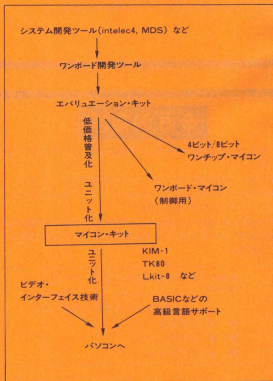 システム開発ツール(intelec4, MDS) など
ワンボード開発ツール
エバリュエーション・キット
低価格普及化
ユニット化
4ビット/8ビット
ワンチップ・マイコン
ワンボード・マイコン
(制御用)
マイコン・キット
ユニット化
KIM-1
TK80
Lkit-8 など
ビデオ・
インターフェイス技術
BASICなどの
高級言語サポート
パソコンへ